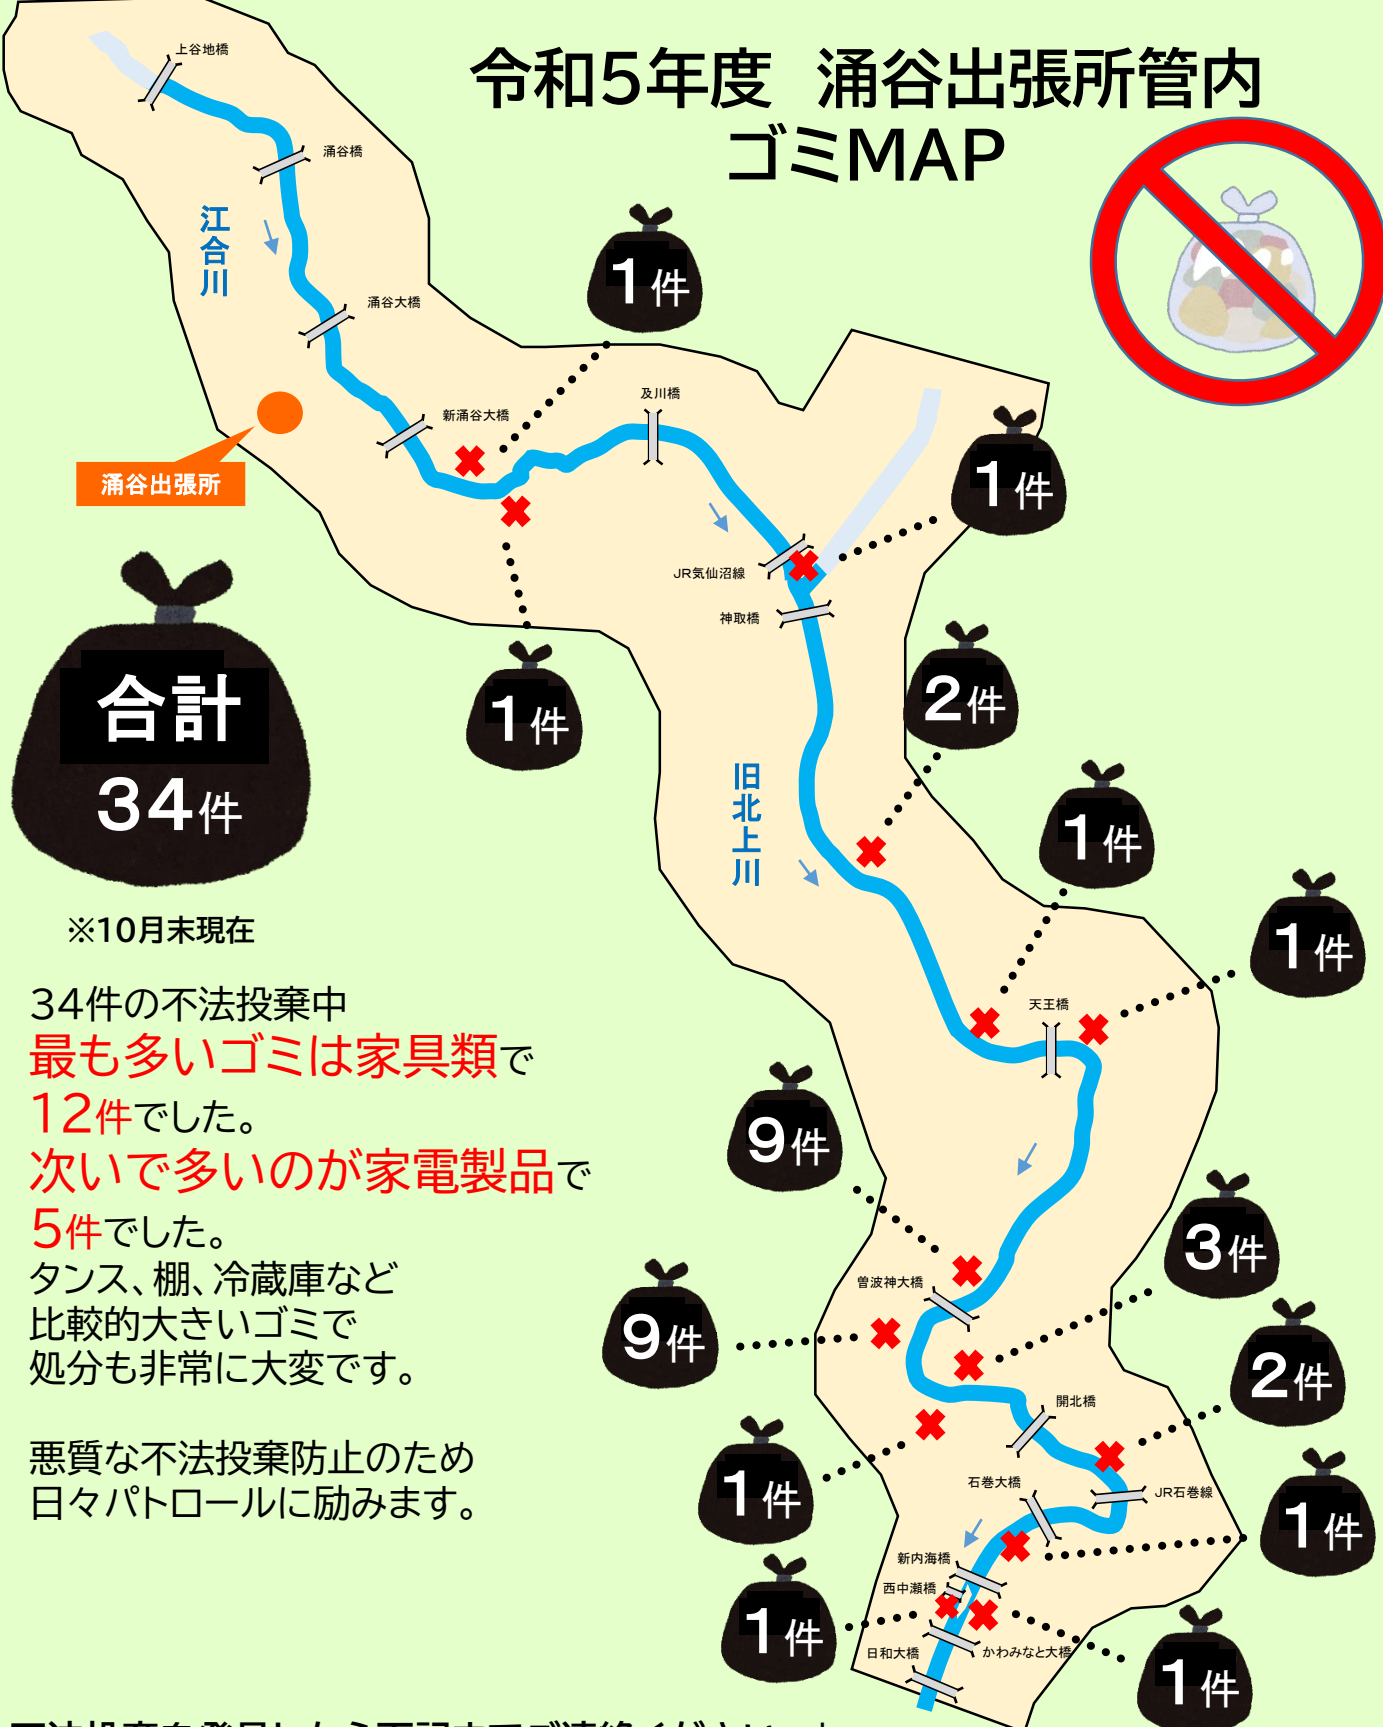 令和5年度　涌谷出張所管内
ゴミMAP
上谷地橋
涌谷橋
江合川
涌谷大橋
1件
及川橋
新涌谷大橋
涌谷出張所
1件
JR気仙沼線
神取橋
1件
2件
合計
34件
旧北上川
1件
1件
※10月末現在
天王橋
34件の不法投棄中
最も多いゴミは家具類で
12件でした。
次いで多いのが家電製品で
5件でした。
タンス、棚、冷蔵庫など
比較的大きいゴミで
処分も非常に大変です。
悪質な不法投棄防止のため
日々パトロールに励みます。
9件
3件
曽波神大橋
9件
2件
開北橋
1件
石巻大橋
JR石巻線
1件
新内海橋
西中瀬橋
1件
日和大橋
かわみなと大橋
1件